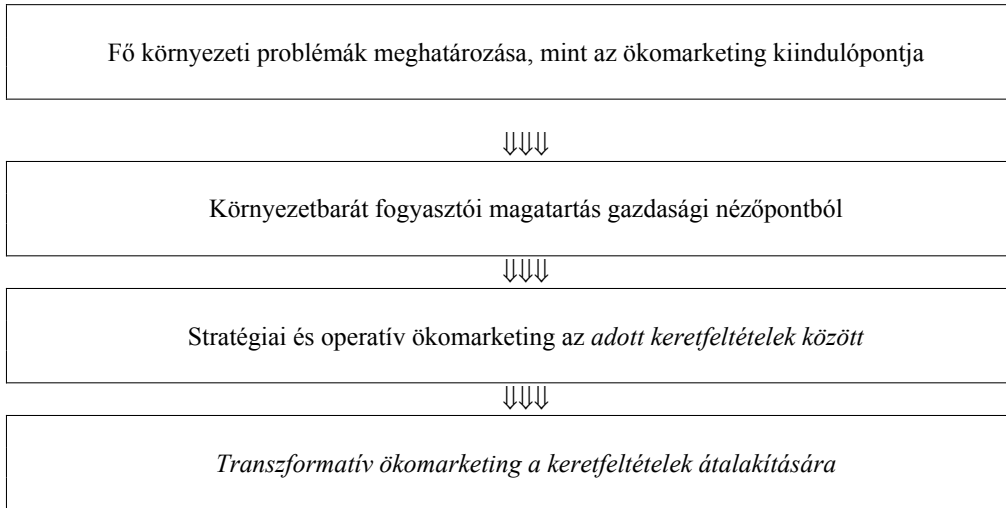 Fő környezeti problémák meghatározása, mint az ökomarketing kiindulópontja
⇓⇓⇓⇓
Környezetbarát fogyasztói magatartás gazdasági nézőpontból
⇓⇓⇓⇓
Stratégiai és operatív ökomarketing az adott keretfeltételek között
⇓⇓⇓⇓
Transzformatív ökomarketing a keretfeltételek átalakítására